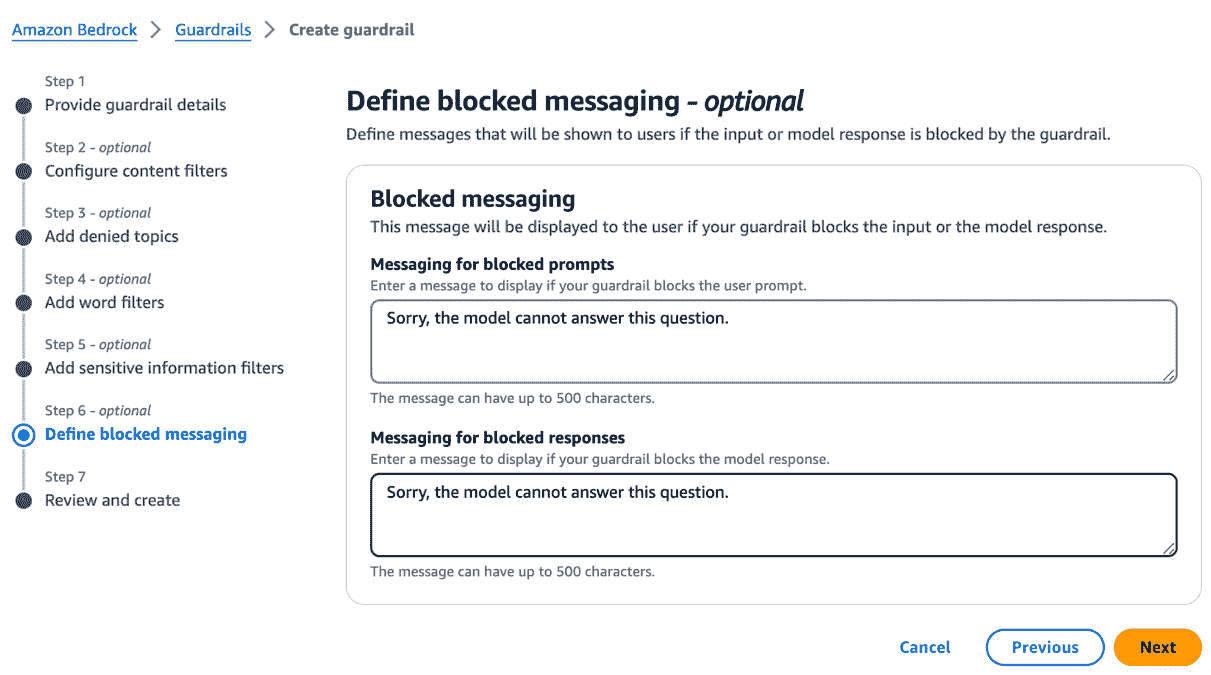 Amazon Bedrock > Guardrails > Create guardrail
Step 1
Provide guardrail details
Step 2 - optional
Configure content filters
Step 3 - optional
Add denied topics
Step 4 - optional
Add word filters
Step 5 - optional
Add sensitive information filters
Step 6 - optional
Define blocked messaging
Step 7
Review and create
Define blocked messaging - optional
Define messages that will be shown to users if the input or model response is blocked by the guardrail.
Blocked messaging
This message will be displayed to the user if your guardrail blocks the input or the model response.
Messaging for blocked prompts
Enter a message to display if your guardrail blocks the user prompt.
Sorry, the model cannot answer this question.
The message can have up to 500 characters.
Messaging for blocked responses
Enter a message to display if your guardrail blocks the model response.
Sorry, the model cannot answer this question.
The message can have up to 500 characters.
Cancel
Previous
Next